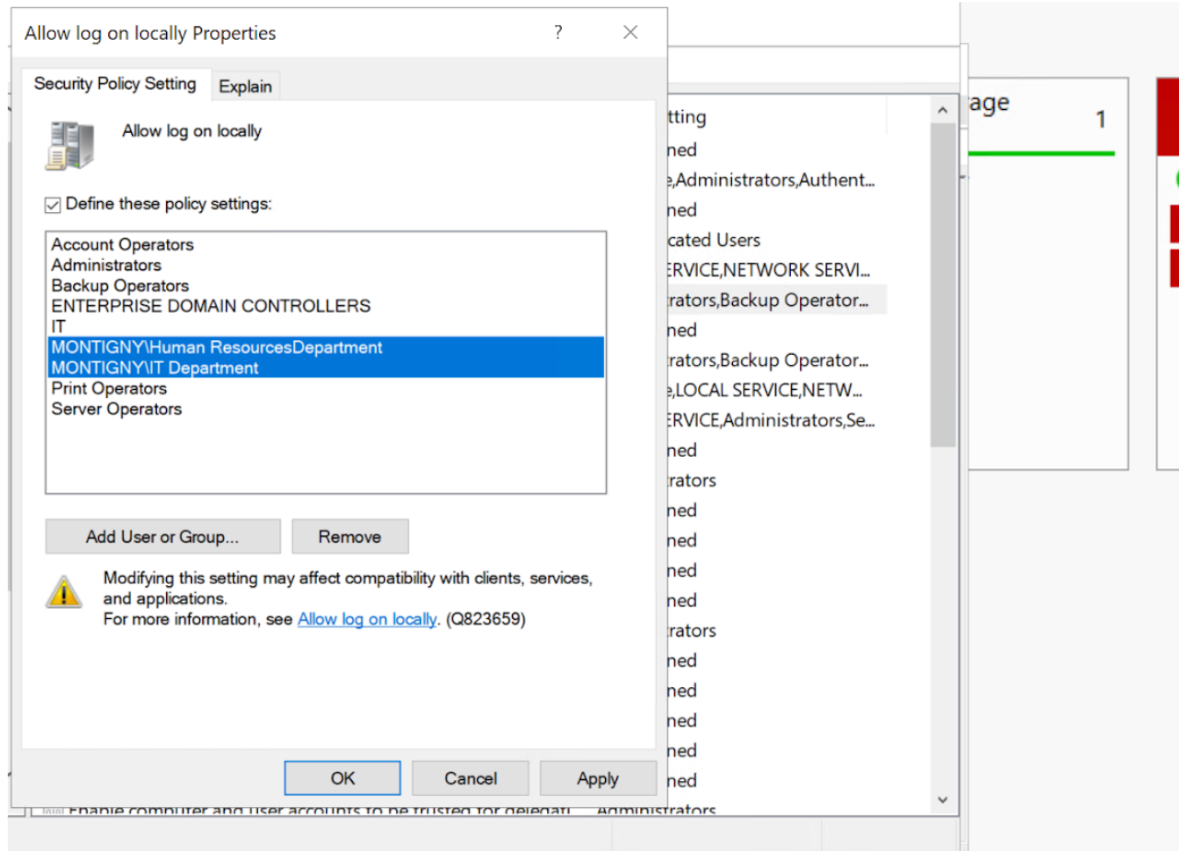 Allow log on locally Properties
Security Policy Setting
Explain
Allow log on locally
Define these policy settings:
Account Operators
Administrators
Backup Operators
ENTERPRISE DOMAIN CONTROLLERS
IT
MONTIGNY\Human ResourcesDepartment
MONTIGNY\IT Department
Print Operators
Server Operators
Add User or Group...
Remove
Modifying this setting may affect compatibility with clients, services,
and applications.
For more information, see Allow log on locally. (Q823659)
OK
Cancel
Apply
tting
ned
e,Administrators,Authent...
ned
cated Users
ERVICE,NETWORK SERVI...
rators,Backup Operator...
ned
rators,Backup Operator...
e,LOCAL SERVICE,NETW...
ERVICE,Administrators,Se...
ned
rators
ned
ned
ned
ned
rators
ned
ned
ned
ned
ned
Enable computer and user accounts to be trusted for delegati...
Administrators
age
1